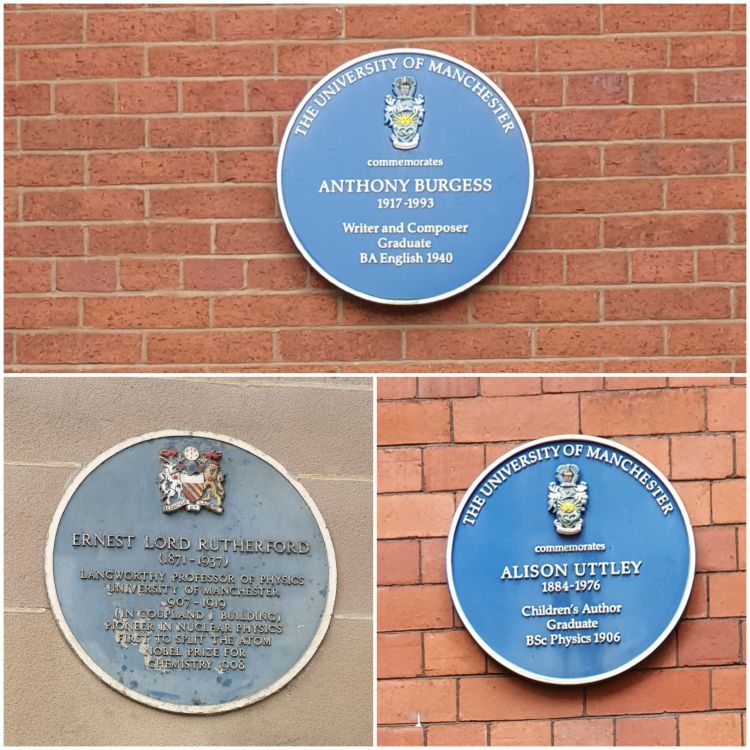 THE UNIVERSITY OF MANCHESTER
commemorates
ANTHONY BURGESS
1917-1993
Writer and Composer
Graduate
BA English 1940
ERNEST LORD RUTHERFORD
(1871-1937)
LANGWORTHY PROFESSOR OF PHYSICS
UNIVERSITY OF MANCHESTER
1907-1919
(IN COUPLAND 1 BUILDING)
PIONEER IN NUCLEAR PHYSICS
FIRST TO SPLIT THE ATOM
NOBEL PRIZE FOR
CHEMISTRY 1908
THE UNIVERSITY OF MANCHESTER
commemorates
ALISON UTTLEY
1884-1976
Children's Author
Graduate
BSc Physics 1906